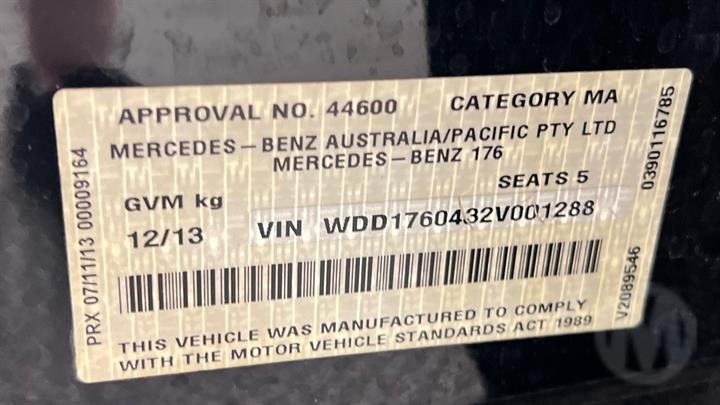 APPROVAL NO. 44600 CATEGORY MA
MERCEDES-BENZ AUSTRALIA/PACIFIC PTY LTD
MERCEDES-BENZ 176
SEATS 5
GVM kg
12/13 VIN WDD1760432V001288
THIS VEHICLE WAS MANUFACTURED TO COMPLY
WITH THE MOTOR VEHICLE STANDARDS ACT 1989
PRX 07/11/13 00009164
0390116785
V2089546
M